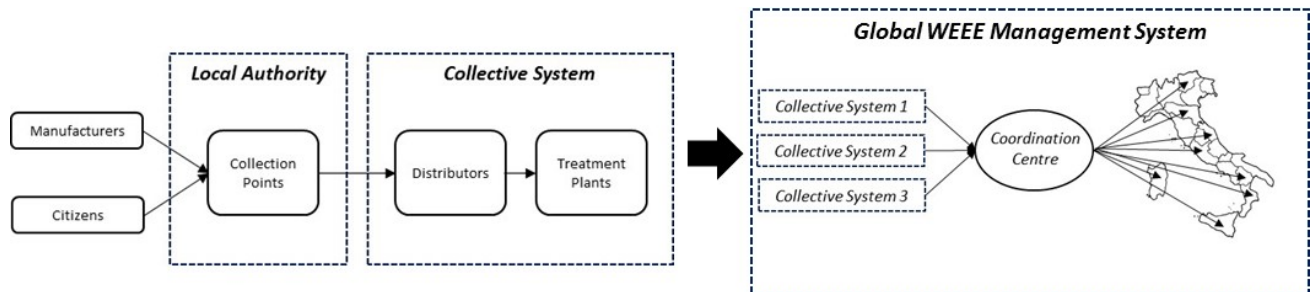 Local Authority
Collective System
Manufacturers
Citizens
Collection
Points
Distributors
Treatment
Plants
Global WEEE Management System
Collective System 1
Collective System 2
Collective System 3
Coordination
Centre